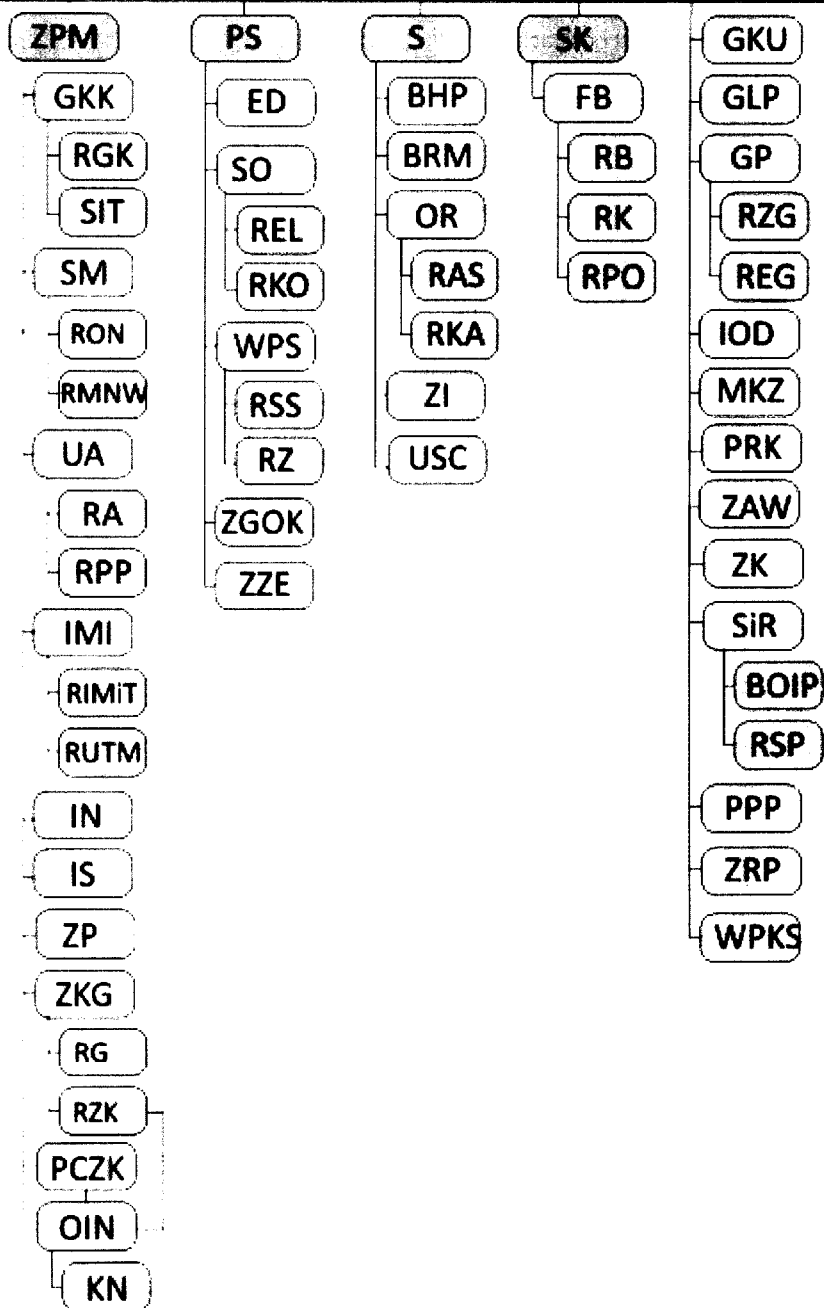 ZPM
GKK
RGK
SIT
SM
RON
RMNW
UA
RA
RPP
IMI
RIMiT
RUTM
IN
IS
ZP
ZKG
RG
RZK
PCZK
OIN
KN
PS
ED
SO
REL
RKO
WPS
RSS
RZ
ZGOK
ZZE
S
BHP
BRM
OR
RAS
RKA
ZI
USC
SK
FB
RB
RK
RPO
GKU
GLP
GP
RZG
REG
IOD
MKZ
PRK
ZAW
ZK
SiR
BOIP
RSP
PPP
ZRP
WPKS